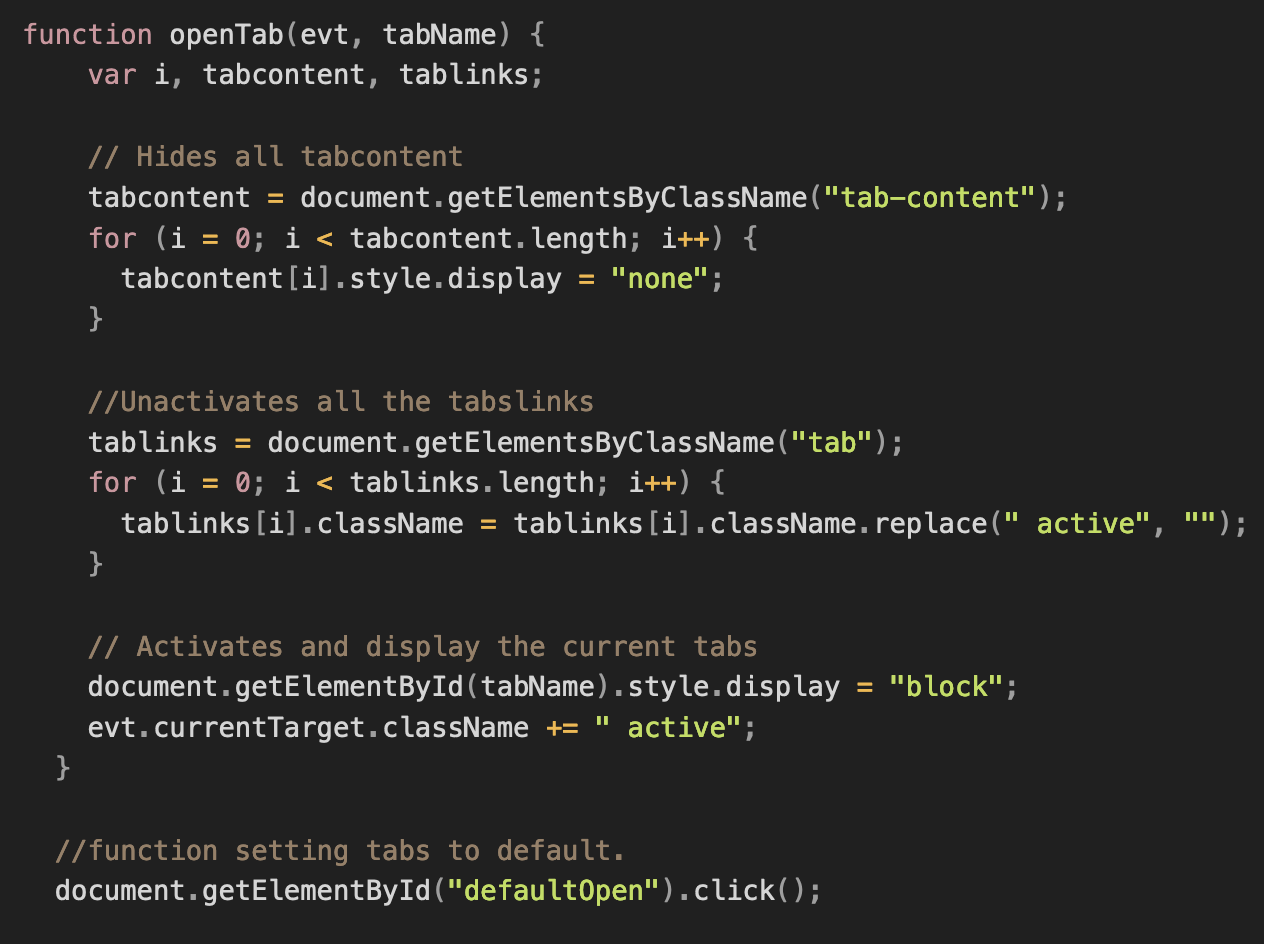 function openTab(evt, tabName) {
var i, tabcontent, tablinks;
// Hides all tabcontent
tabcontent = document.getElementsByClassName("tab-content");
for (i = 0; i < tabcontent.length; i++) {
tabcontent[i].style.display = "none";
}
//Unactivates all the tabslinks
tablinks = document.getElementsByClassName("tab");
for (i = 0; i < tablinks.length; i++) {
tablinks[i].className = tablinks[i].className.replace(" active", "");
}
// Activates and display the current tabs
document.getElementById(tabName).style.display = "block";
evt.currentTarget.className += " active";
}
//function setting tabs to default.
document.getElementById("defaultOpen").click();